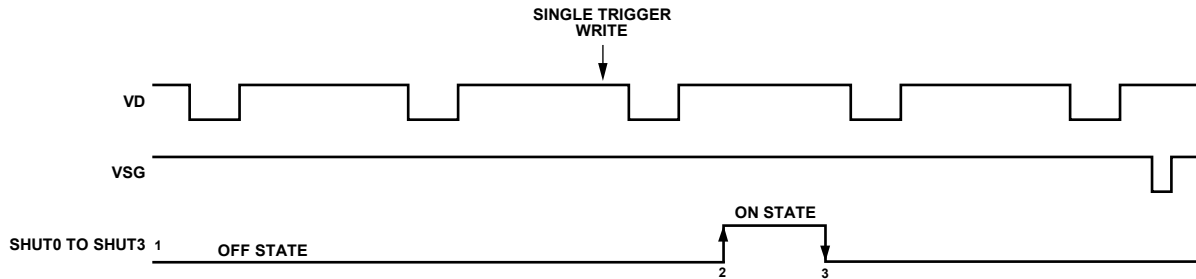 SINGLE TRIGGER
WRITE
VD
VSG
ON STATE
SHUT0 TO SHUT3 1
OFF STATE
2
3